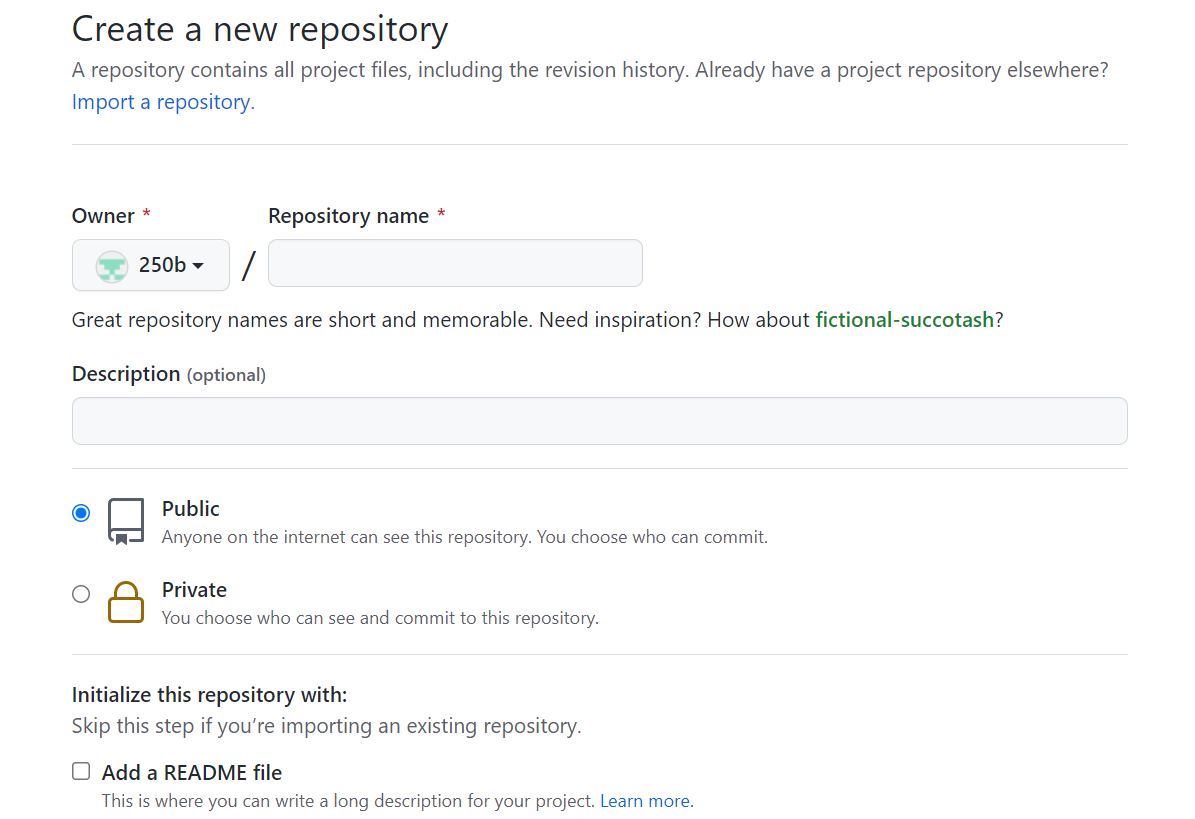 Create a new repository
A repository contains all project files, including the revision history. Already have a project repository elsewhere?
Import a repository.
Owner * Repository name *
250b /
Great repository names are short and memorable. Need inspiration? How about fictional-succotash?
Description (optional)
Public
Anyone on the internet can see this repository. You choose who can commit.
Private
You choose who can see and commit to this repository.
Initialize this repository with:
Skip this step if you’re importing an existing repository.
Add a README file
This is where you can write a long description for your project. Learn more.